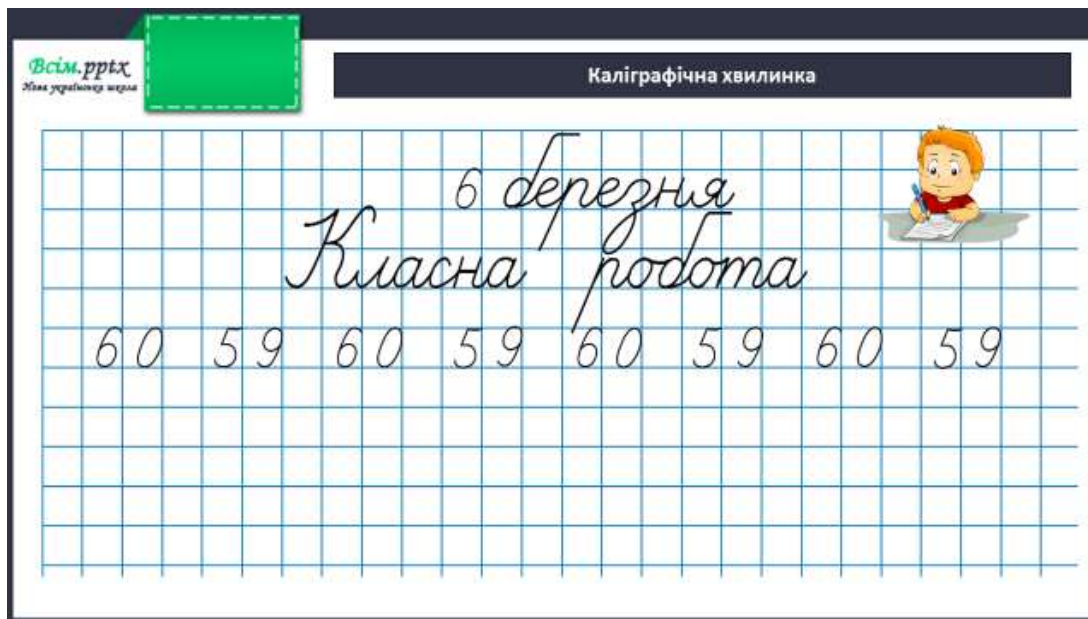 Всім.pptx
Нова українська школа
Каліграфічна хвилинка
6 березня
Класна робота
60 59 60 59 60 59 60 59